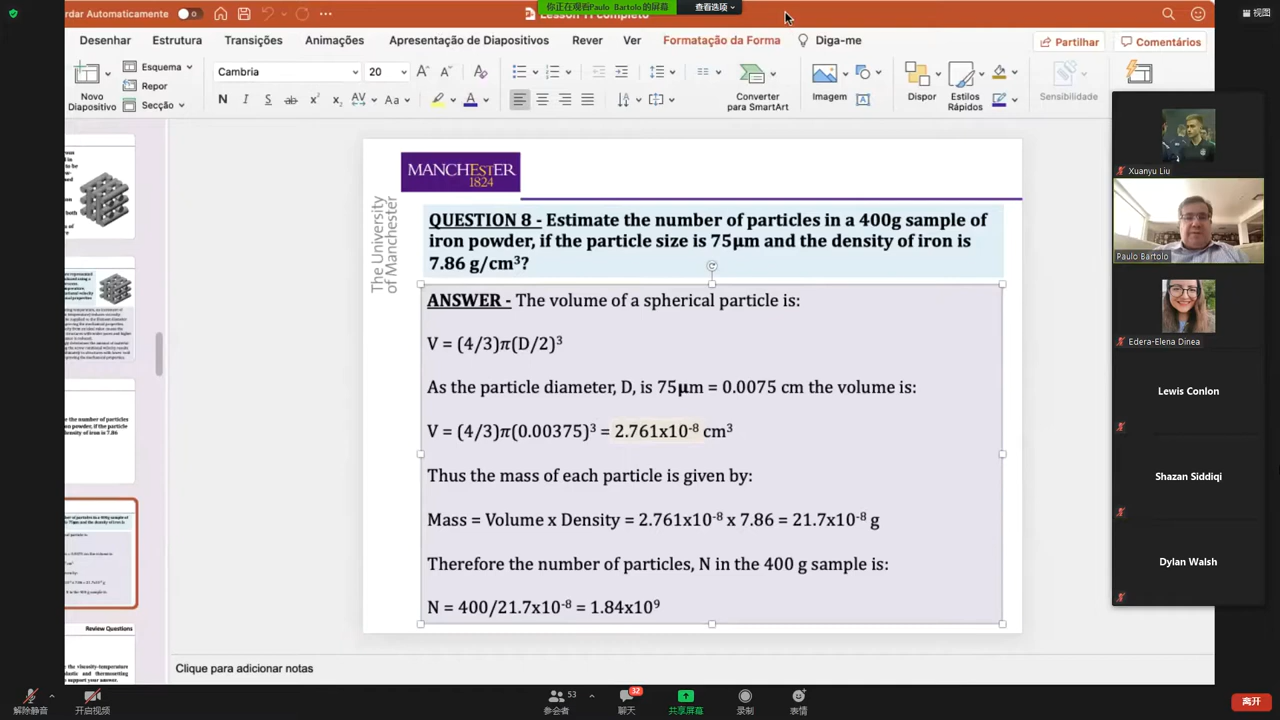 你正在观看Paulo Bartolo 的屏幕
查看选项
视图
Desenhar Estrutura Transições Animações Apresentação de Diapositivos Rever Ver Formatação da Forma Diga-me
Partilhar Comentários
Novo
Diapositivo
Esquema
Repor
Secção
Cambria 20
Converter
para SmartArt
Imagem
Dispor
Estilos
Rápidos
Sensibilidade
MANCHESTER
1824
The University
of Manchester
QUESTION 8 - Estimate the number of particles in a 400g sample of
iron powder, if the particle size is 75μm and the density of iron is
7.86 g/cm³?
ANSWER - The volume of a spherical particle is:
V = (4/3)π(D/2)³
As the particle diameter, D, is 75μm = 0.0075 cm the volume is:
V = (4/3)π(0.00375)³ = 2.761x10⁻⁸ cm³
Thus the mass of each particle is given by:
Mass = Volume x Density = 2.761x10⁻⁸ x 7.86 = 21.7x10⁻⁸ g
Therefore the number of particles, N in the 400 g sample is:
N = 400/21.7x10⁻⁸ = 1.84x10⁹
Review Questions
Clique para adicionar notas
Xuanyu Liu
Paulo Bartolo
Edera-Elena Dinea
Lewis Conlon
Shazan Siddiqi
Dylan Walsh
解除静音
开启视频
53
参会者
32
聊天
共享屏幕
录制
表情
离开